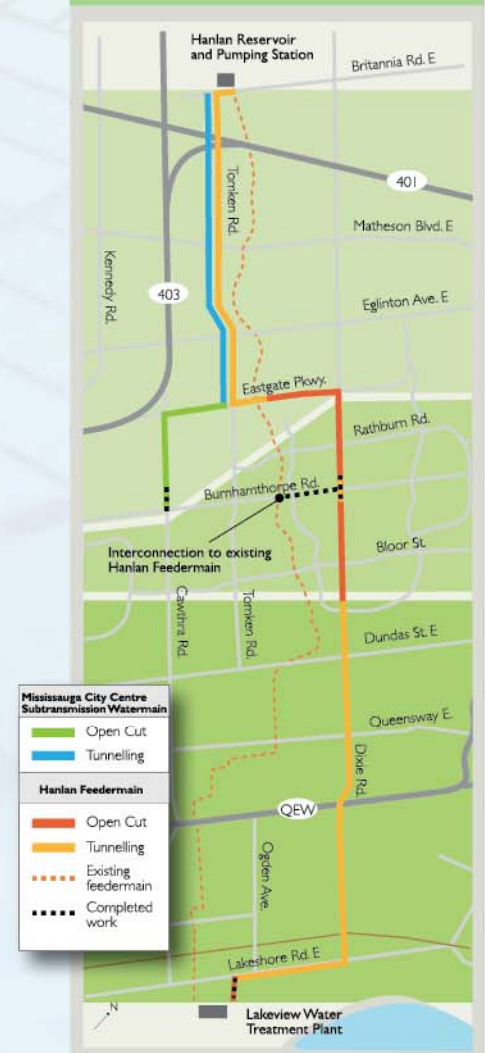 Hanlan Reservoir
and Pumping Station
Britannia Rd. E
401
Tomken Rd.
Matheson Blvd. E
Kennedy Rd.
403
Eglinton Ave. E
Eastgate Pkwy.
Rathburn Rd.
Burnhamthorpe Rd.
Bloor St.
Interconnection to existing
Hanlan Feedermain
Cawthra Rd.
Tomken Rd.
Dundas St. E
Queensway E.
Dixie Rd.
QEW
Ogden Ave.
Lakeshore Rd. E
N
Lakeview Water
Treatment Plant
Mississauga City Centre
Subtransmission Watermain
Open Cut
Tunnelling
Hanlan Feedermain
Open Cut
Tunnelling
Existing
feedermain
Completed
work